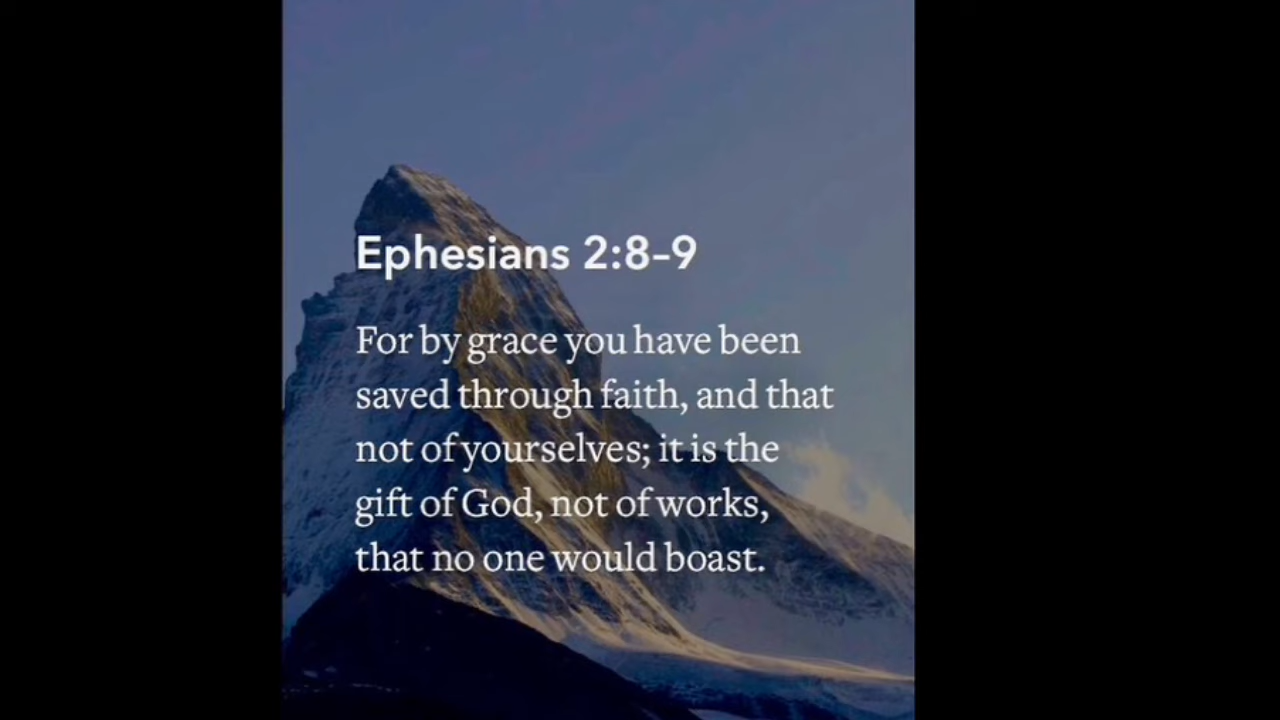 Ephesians 2:8–9
For by grace you have been
saved through faith, and that
not of yourselves; it is the
gift of God, not of works,
that no one would boast.